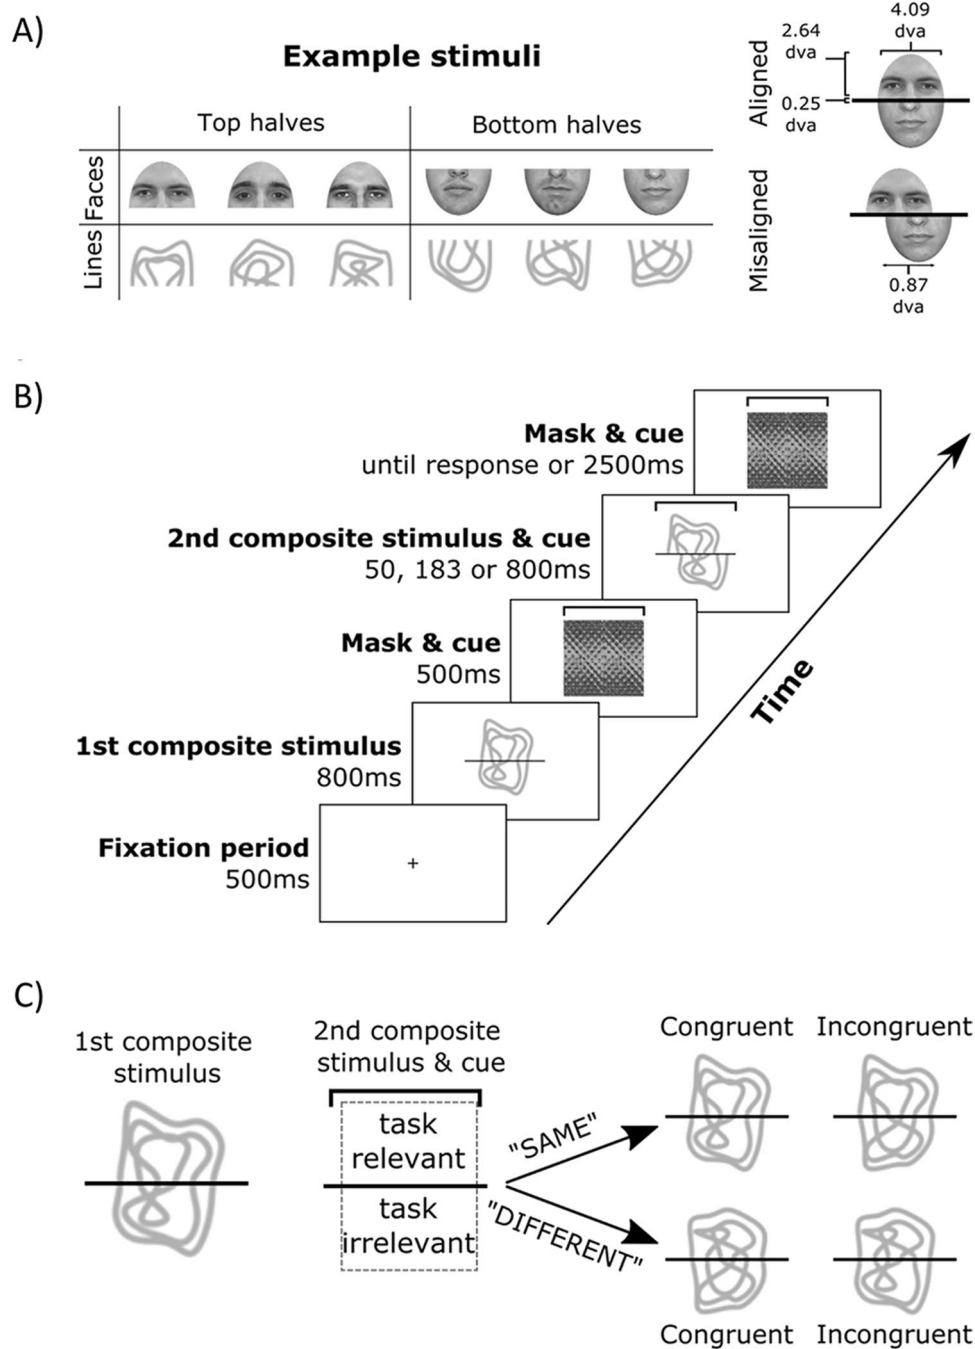 A)
Example stimuli
Top halves
Bottom halves
Faces
Lines
Aligned
2.64
dva
4.09
dva
0.25
dva
Misaligned
0.87
dva
B)
Mask & cue
until response or 2500ms
2nd composite stimulus & cue
50, 183 or 800ms
Mask & cue
500ms
1st composite stimulus
800ms
Fixation period
500ms
Time
C)
1st composite
stimulus
2nd composite
stimulus & cue
task
relevant
task
irrelevant
"SAME"
"DIFFERENT"
Congruent
Incongruent
Congruent
Incongruent